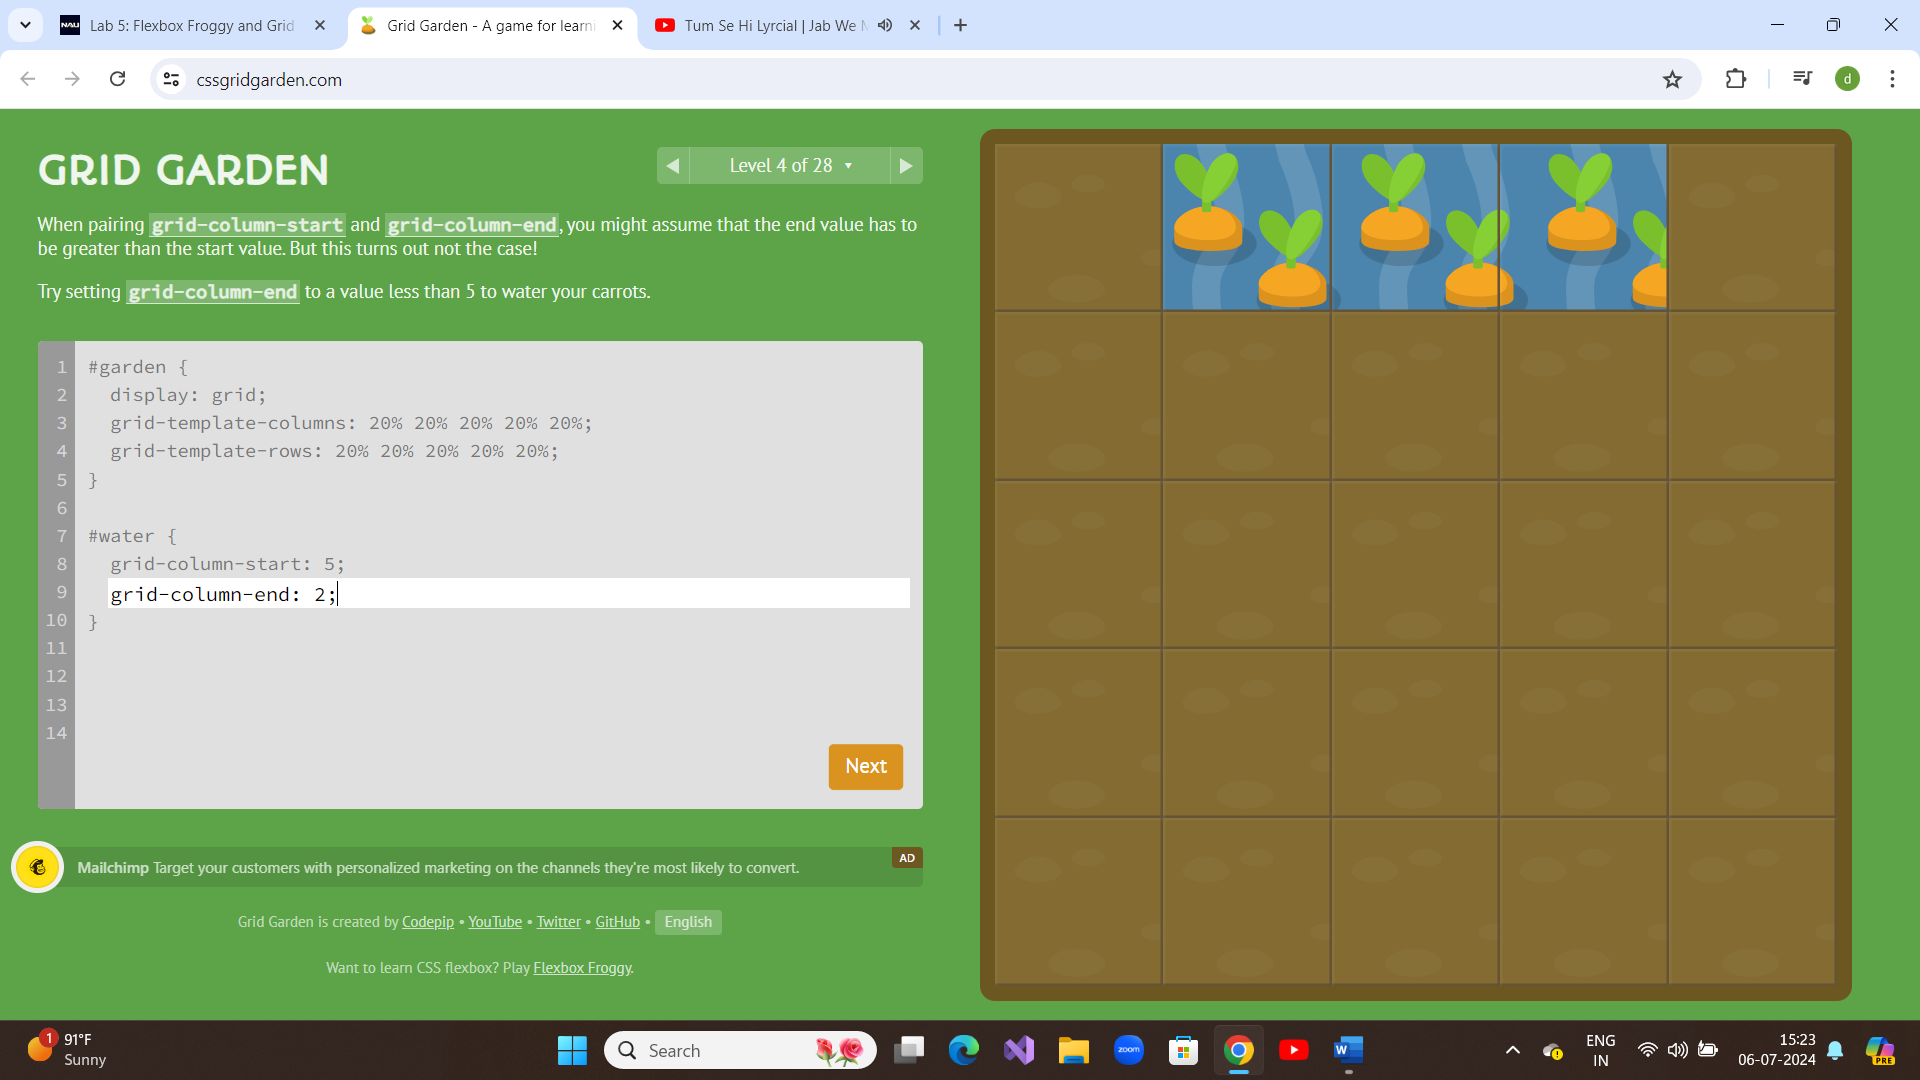 Lab 5: Flexbox Froggy and Grid
Grid Garden - A game for learni
Tum Se Hi Lyrcial | Jab We M
cssgridgarden.com
d
GRID GARDEN
Level 4 of 28
When pairing grid-column-start and grid-column-end, you might assume that the end value has to
be greater than the start value. But this turns out not the case!
Try setting grid-column-end to a value less than 5 to water your carrots.
1 #garden {
2 display: grid;
3 grid-template-columns: 20% 20% 20% 20% 20%;
4 grid-template-rows: 20% 20% 20% 20% 20%;
5 }
6
7 #water {
8 grid-column-start: 5;
9 grid-column-end: 2;
10 }
11
12
13
14
Next
Mailchimp Target your customers with personalized marketing on the channels they're most likely to convert.
AD
Grid Garden is created by Codepip • YouTube • Twitter • GitHub • English
Want to learn CSS flexbox? Play Flexbox Froggy.
1
91°F
Sunny
Search
zoom
W
ENG
IN
15:23
06-07-2024
PRE